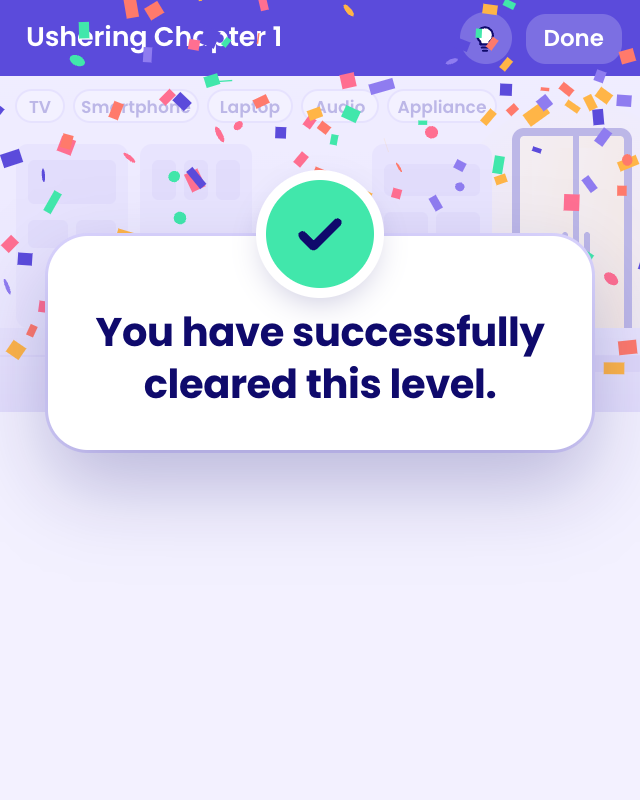 Ushering Chapter 1
Done
TV
Smartphone
Laptop
Audio
Appliance
You have successfully
cleared this level.